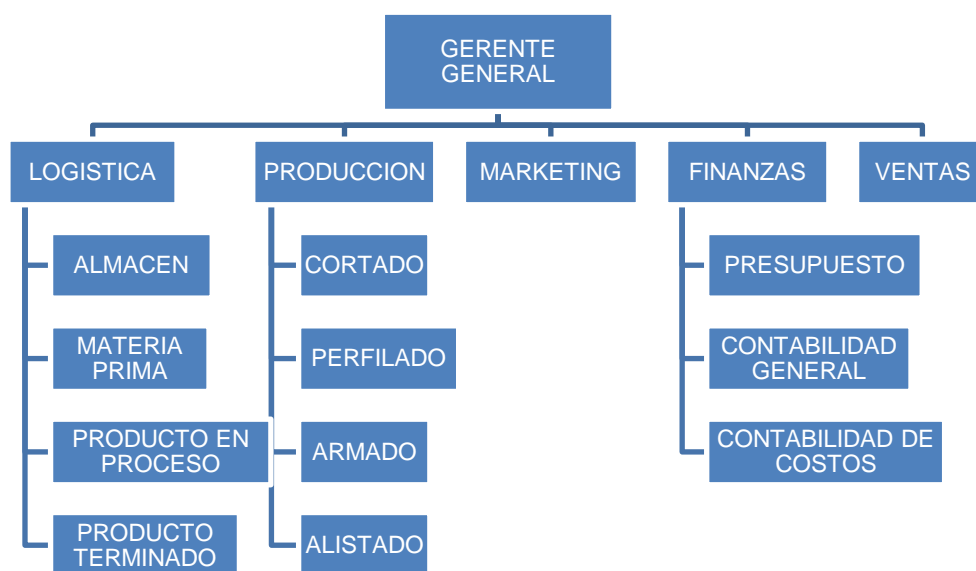 GERENTE
GENERAL
LOGISTICA
PRODUCCION
MARKETING
FINANZAS
VENTAS
ALMACEN
MATERIA
PRIMA
PRODUCTO EN
PROCESO
PRODUCTO
TERMINADO
CORTADO
PERFILADO
ARMADO
ALISTADO
PRESUPUESTO
CONTABILIDAD
GENERAL
CONTABILIDAD DE
COSTOS